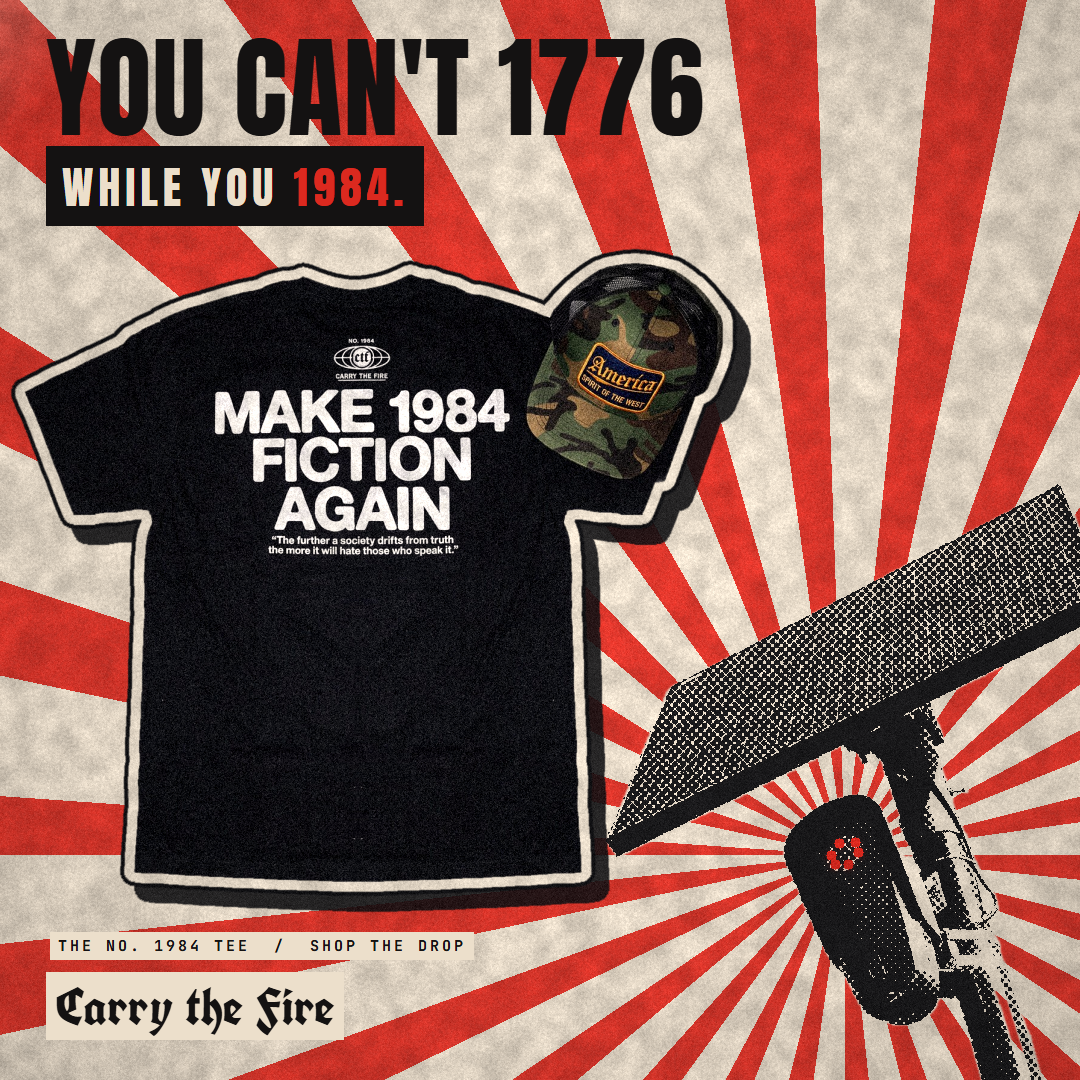 YOU CAN'T 1776
WHILE YOU 1984.
NO. 1984
ctf
CARRY THE FIRE
MAKE 1984
FICTION
AGAIN
“The further a society drifts from truth
the more it will hate those who speak it.”
America
SPIRIT OF THE WEST
THE NO. 1984 TEE / SHOP THE DROP
Carry the Fire